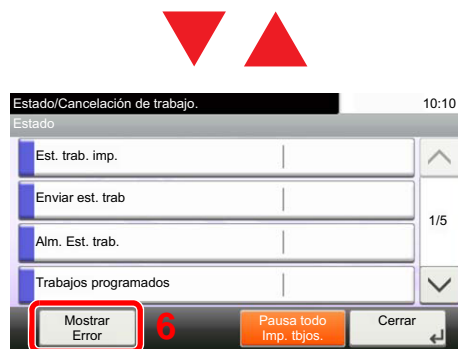 Estado/Cancelación de trabajo. 10:10
Estado
Est. trab. imp.
Enviar est. trab
1/5
Alm. Est. trab.
Trabajos programados
Mostrar
Error
6
Pausa todo
Imp. tbjos.
Cerrar